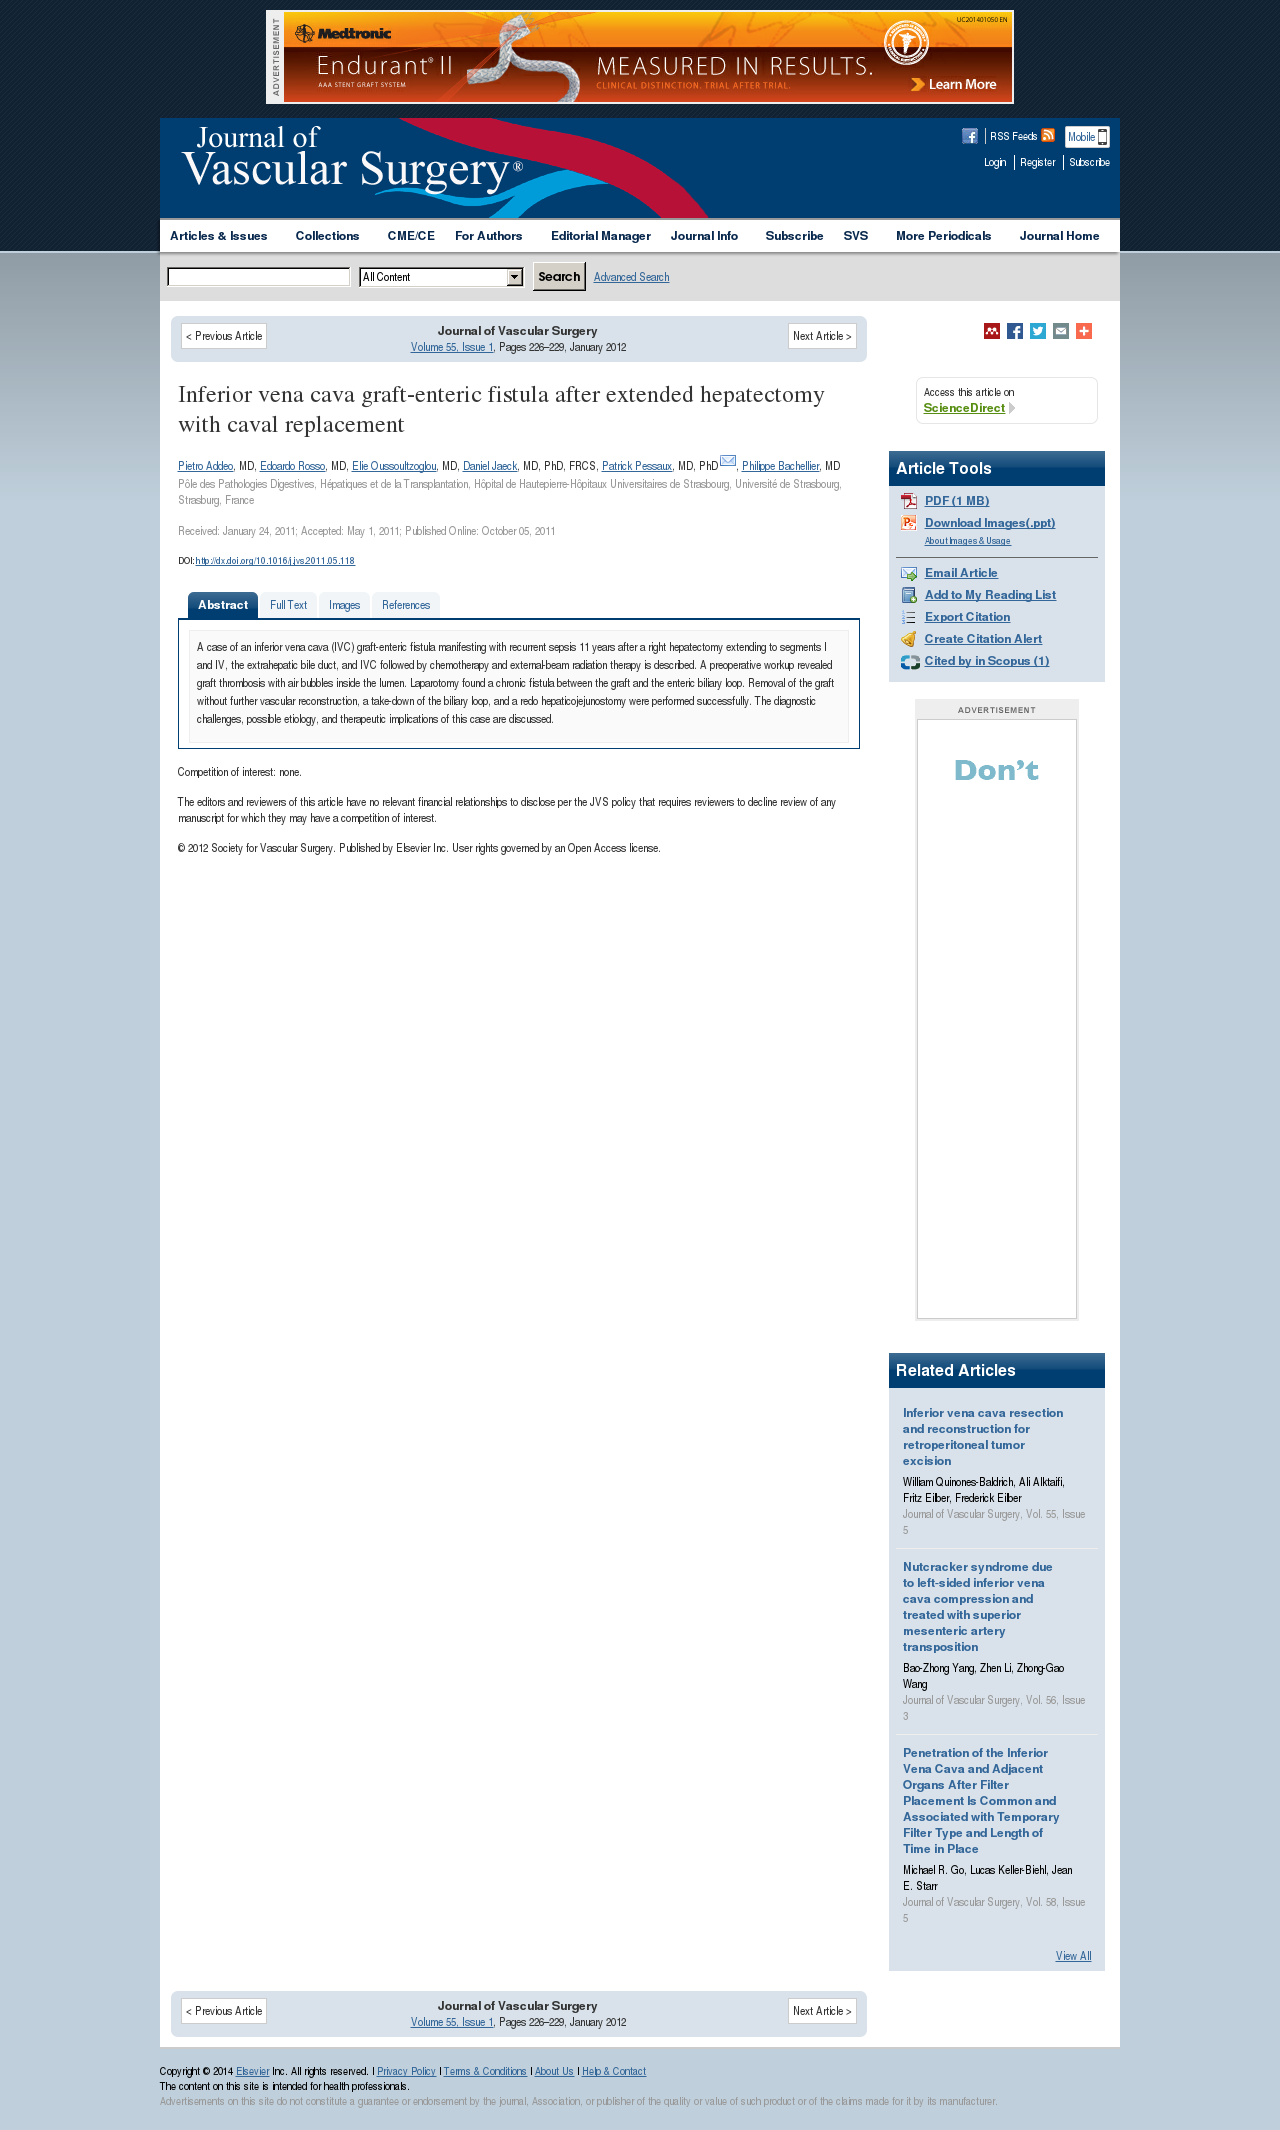 ADVERTISEMENT
Medtronic
UC201401050 EN
Endurant® II
AAA STENT GRAFT SYSTEM
MEASURED IN RESULTS.
CLINICAL DISTINCTION. TRIAL AFTER TRIAL.
Learn More
Journal of
Vascular Surgery®
RSS Feeds
Mobile
Login
Register
Subscribe
Articles & Issues Collections CME/CE For Authors Editorial Manager Journal Info Subscribe SVS More Periodicals Journal Home
All Content Search Advanced Search
< Previous Article
Journal of Vascular Surgery
Volume 55, Issue 1, Pages 226–229, January 2012
Next Article >
Inferior vena cava graft-enteric fistula after extended hepatectomy
with caval replacement
Pietro Addeo, MD, Edoardo Rosso, MD, Elie Oussoultzoglou, MD, Daniel Jaeck, MD, PhD, FRCS, Patrick Pessaux, MD, PhD, Philippe Bachellier, MD
Pôle des Pathologies Digestives, Hépatiques et de la Transplantation, Hôpital de Hautepierre-Hôpitaux Universitaires de Strasbourg, Université de Strasbourg,
Strasburg, France
Received: January 24, 2011; Accepted: May 1, 2011; Published Online: October 05, 2011
DOI: http://dx.doi.org/10.1016/j.jvs.2011.05.118
Abstract Full Text Images References
A case of an inferior vena cava (IVC) graft-enteric fistula manifesting with recurrent sepsis 11 years after a right hepatectomy extending to segments I
and IV, the extrahepatic bile duct, and IVC followed by chemotherapy and external-beam radiation therapy is described. A preoperative workup revealed
graft thrombosis with air bubbles inside the lumen. Laparotomy found a chronic fistula between the graft and the enteric biliary loop. Removal of the graft
without further vascular reconstruction, a take-down of the biliary loop, and a redo hepaticojejunostomy were performed successfully. The diagnostic
challenges, possible etiology, and therapeutic implications of this case are discussed.
Competition of interest: none.
The editors and reviewers of this article have no relevant financial relationships to disclose per the JVS policy that requires reviewers to decline review of any
manuscript for which they may have a competition of interest.
© 2012 Society for Vascular Surgery. Published by Elsevier Inc. User rights governed by an Open Access license.
Access this article on
ScienceDirect
Article Tools
PDF (1 MB)
Download Images(.ppt)
About Images & Usage
Email Article
Add to My Reading List
Export Citation
Create Citation Alert
Cited by in Scopus (1)
ADVERTISEMENT
Don't
Related Articles
Inferior vena cava resection
and reconstruction for
retroperitoneal tumor
excision
William Quinones-Baldrich, Ali Alktaifi,
Fritz Eilber, Frederick Eilber
Journal of Vascular Surgery, Vol. 55, Issue
5
Nutcracker syndrome due
to left-sided inferior vena
cava compression and
treated with superior
mesenteric artery
transposition
Bao-Zhong Yang, Zhen Li, Zhong-Gao
Wang
Journal of Vascular Surgery, Vol. 56, Issue
3
Penetration of the Inferior
Vena Cava and Adjacent
Organs After Filter
Placement Is Common and
Associated with Temporary
Filter Type and Length of
Time in Place
Michael R. Go, Lucas Keller-Biehl, Jean
E. Starr
Journal of Vascular Surgery, Vol. 58, Issue
5
View All
< Previous Article
Journal of Vascular Surgery
Volume 55, Issue 1, Pages 226–229, January 2012
Next Article >
Copyright © 2014 Elsevier Inc. All rights reserved. | Privacy Policy | Terms & Conditions | About Us | Help & Contact
The content on this site is intended for health professionals.
Advertisements on this site do not constitute a guarantee or endorsement by the journal, Association, or publisher of the quality or value of such product or of the claims made for it by its manufacturer.